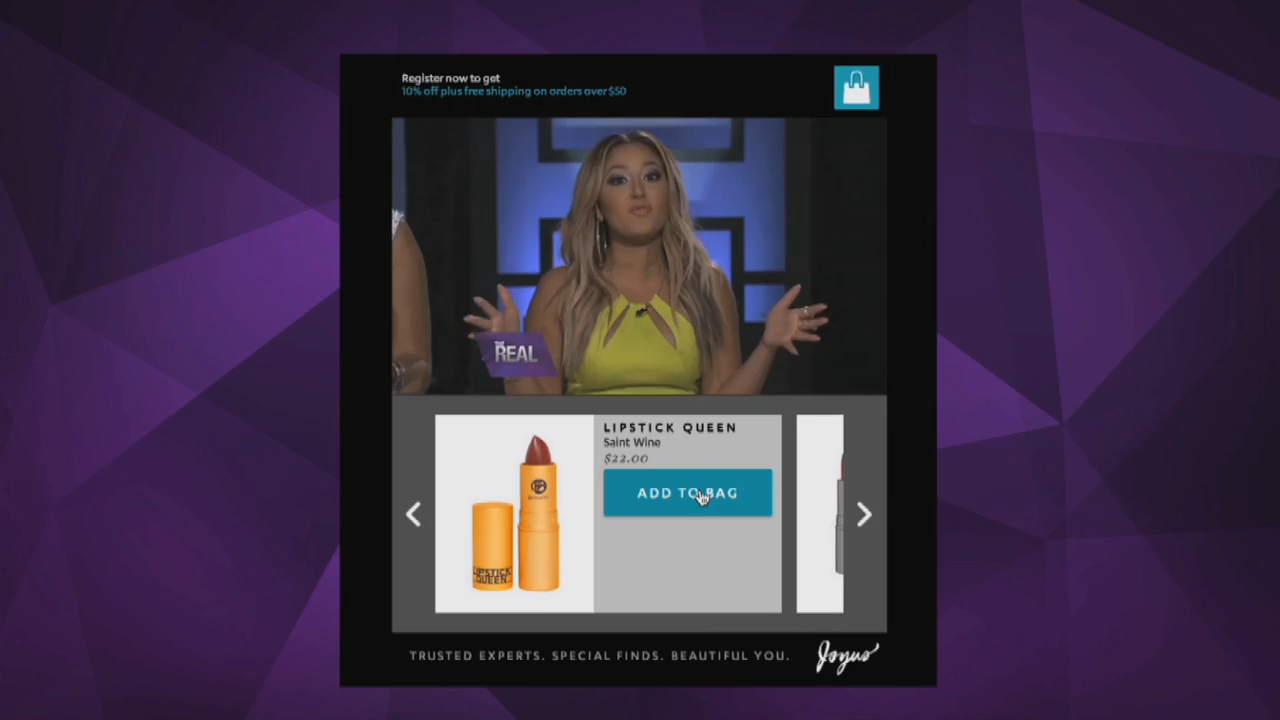 Register now to get
10% off plus free shipping on orders over $50
THE
REAL
LIPSTICK QUEEN
Saint Wine
$22.00
ADD TO BAG
LIPSTICK
QUEEN
TRUSTED EXPERTS. SPECIAL FINDS. BEAUTIFUL YOU.
Joyus